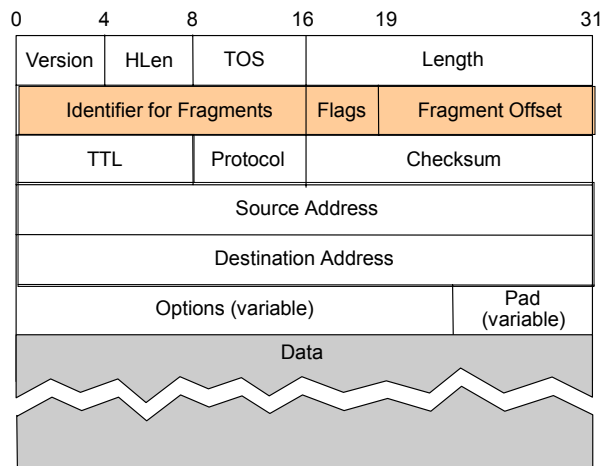 0 4 8 16 19 31
Version HLen TOS Length
Identifier for Fragments Flags Fragment Offset
TTL Protocol Checksum
Source Address
Destination Address
Options (variable) Pad
(variable)
Data